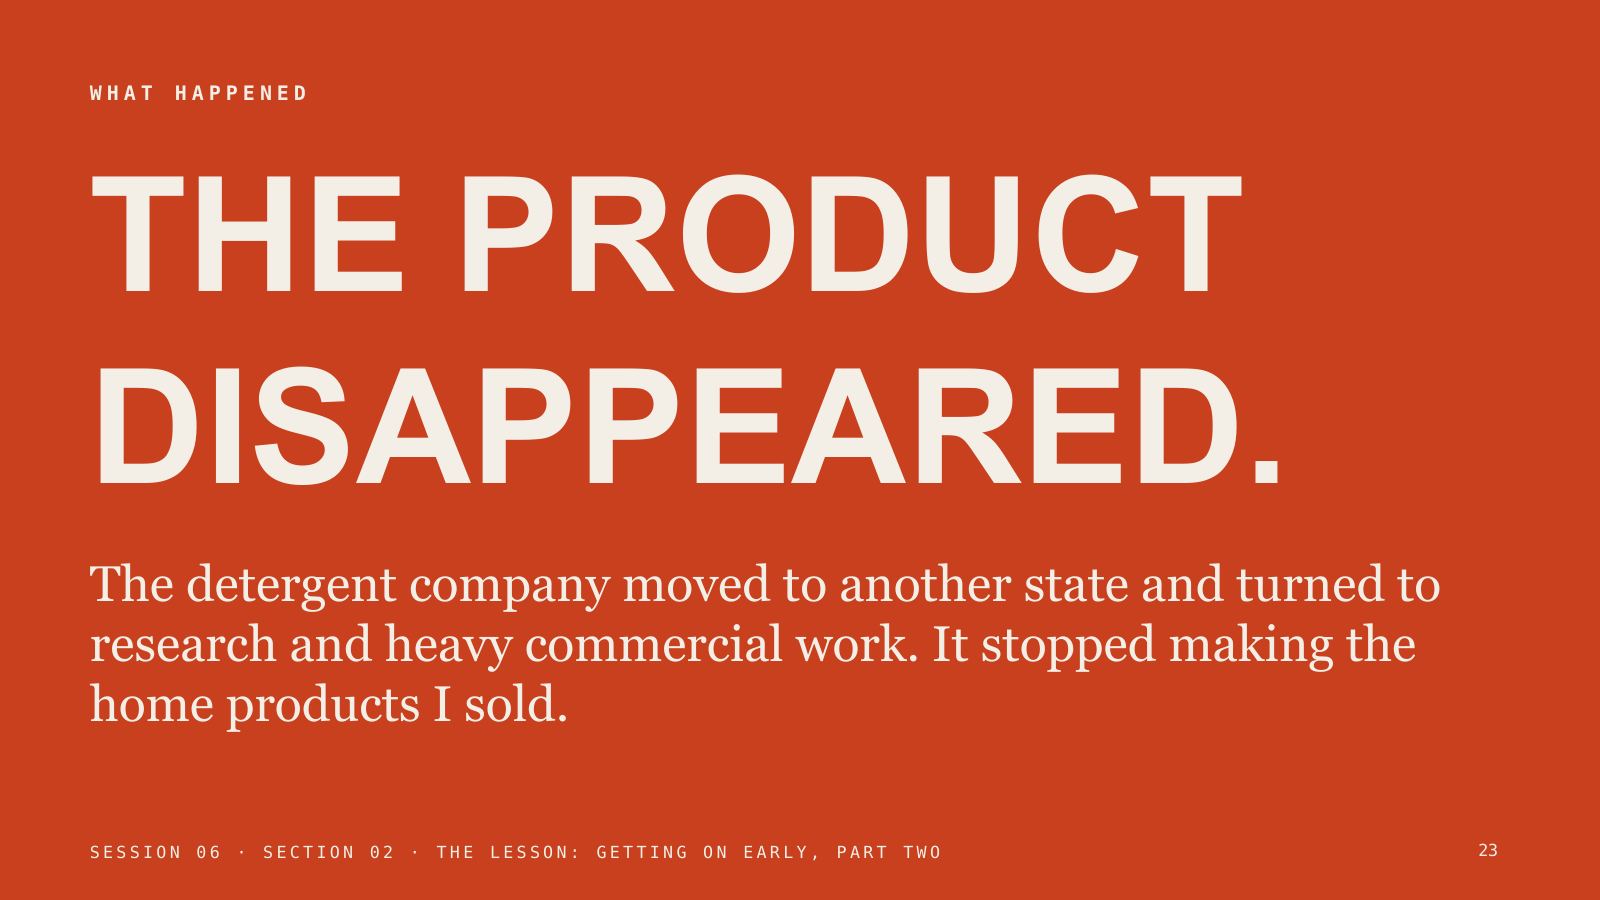 WHAT HAPPENED
THE PRODUCT
DISAPPEARED.
The detergent company moved to another state and turned to
research and heavy commercial work. It stopped making the
home products I sold.
SESSION 06 · SECTION 02 · THE LESSON: GETTING ON EARLY, PART TWO
23